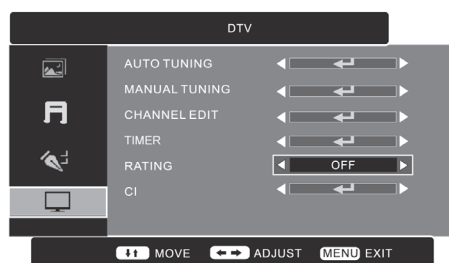 DTV
AUTO TUNING
MANUAL TUNING
CHANNEL EDIT
TIMER
RATING OFF
CI
MOVE ADJUST MENU EXIT